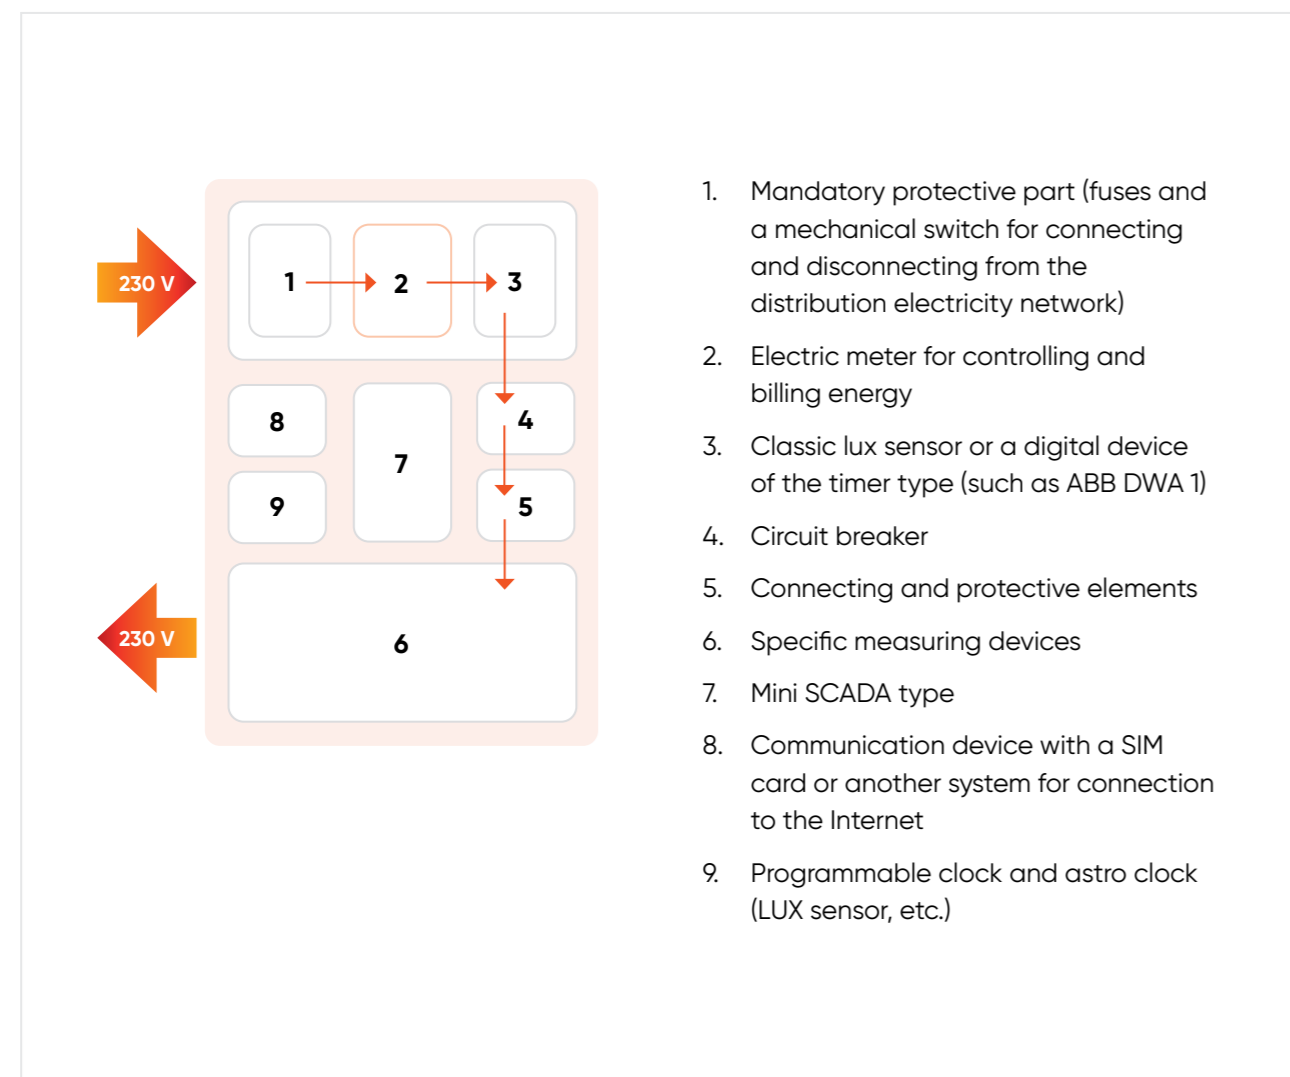 230 V
1
2
3
8
4
7
9
5
230 V
6
1. Mandatory protective part (fuses and
a mechanical switch for connecting
and disconnecting from the
distribution electricity network)
2. Electric meter for controlling and
billing energy
3. Classic lux sensor or a digital device
of the timer type (such as ABB DWA 1)
4. Circuit breaker
5. Connecting and protective elements
6. Specific measuring devices
7. Mini SCADA type
8. Communication device with a SIM
card or another system for connection
to the Internet
9. Programmable clock and astro clock
(LUX sensor, etc.)